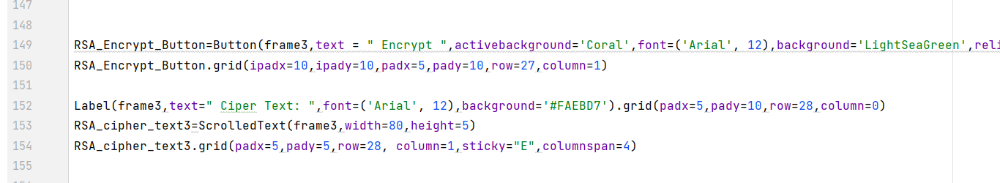 147
148
149 RSA_Encrypt_Button=Button(frame3,text = " Encrypt ",activebackground='Coral',font=('Arial', 12),background='LightSeaGreen',reli
150 RSA_Encrypt_Button.grid(ipadx=10,ipady=10,padx=5,pady=10,row=27,column=1)
151
152 Label(frame3,text=" Ciper Text: ",font=('Arial', 12),background='#FAEBD7').grid(padx=5,pady=10,row=28,column=0)
153 RSA_cipher_text3=ScrolledText(frame3,width=80,height=5)
154 RSA_cipher_text3.grid(padx=5,pady=5,row=28, column=1,sticky="E",columnspan=4)
155